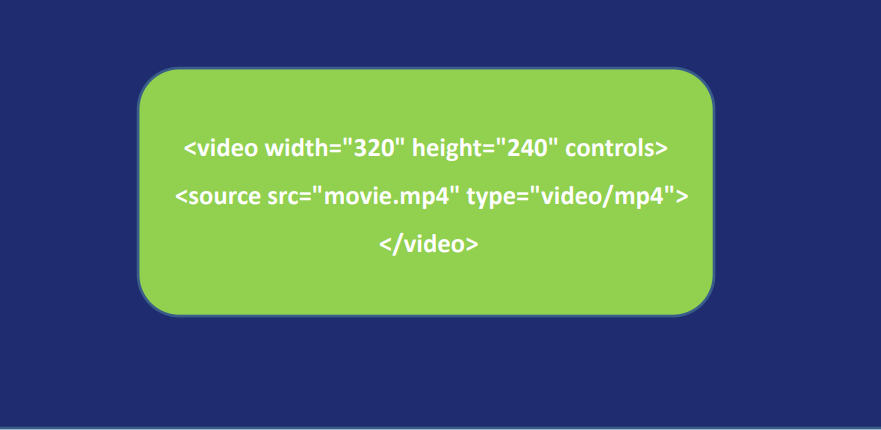 <video width="320" height="240" controls>
<source src="movie.mp4" type="video/mp4">
</video>